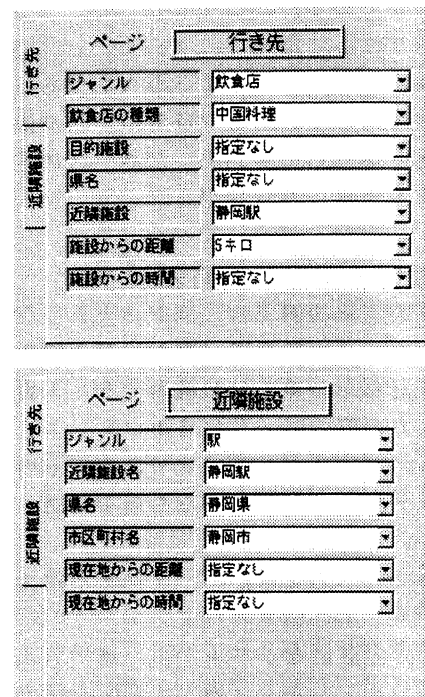 行き先
近隣施設
ページ 行き先
ジャンル 飲食店
飲食店の種類 中国料理
目的施設 指定なし
県名 指定なし
近隣施設 静岡駅
施設からの距離 5キロ
施設からの時間 指定なし
行き先
近隣施設
ページ 近隣施設
ジャンル 駅
近隣施設名 静岡駅
県名 静岡県
市区町村名 静岡市
現在地からの距離 指定なし
現在地からの時間 指定なし